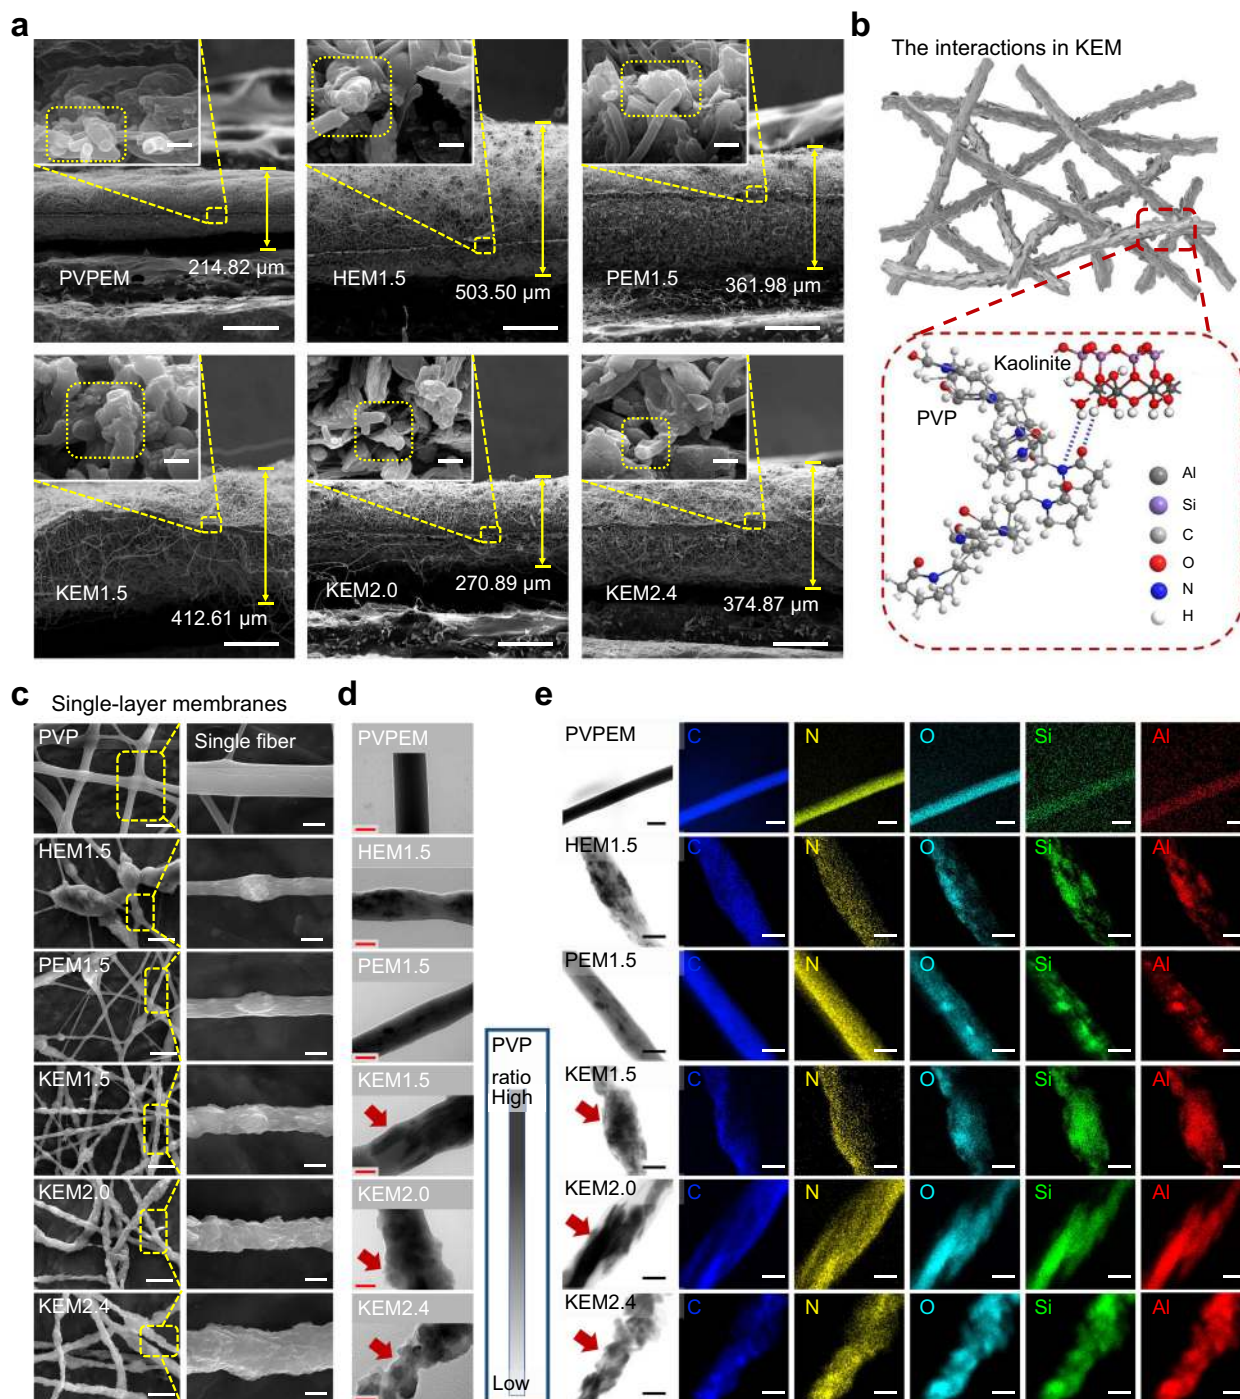 a
PVPEM
214.82 µm
HEM1.5
503.50 µm
PEM1.5
361.98 µm
KEM1.5
412.61 µm
KEM2.0
270.89 µm
KEM2.4
374.87 µm
b
The interactions in KEM
Kaolinite
PVP
Al
Si
C
O
N
H
c
Single-layer membranes
PVP
Single fiber
HEM1.5
PEM1.5
KEM1.5
KEM2.0
KEM2.4
d
PVPEM
HEM1.5
PEM1.5
KEM1.5
KEM2.0
KEM2.4
PVP
ratio
High
Low
e
PVPEM
C
N
O
Si
Al
HEM1.5
C
N
O
Si
Al
PEM1.5
C
N
O
Si
Al
KEM1.5
C
N
O
Si
Al
KEM2.0
C
N
O
Si
Al
KEM2.4
C
N
O
Si
Al